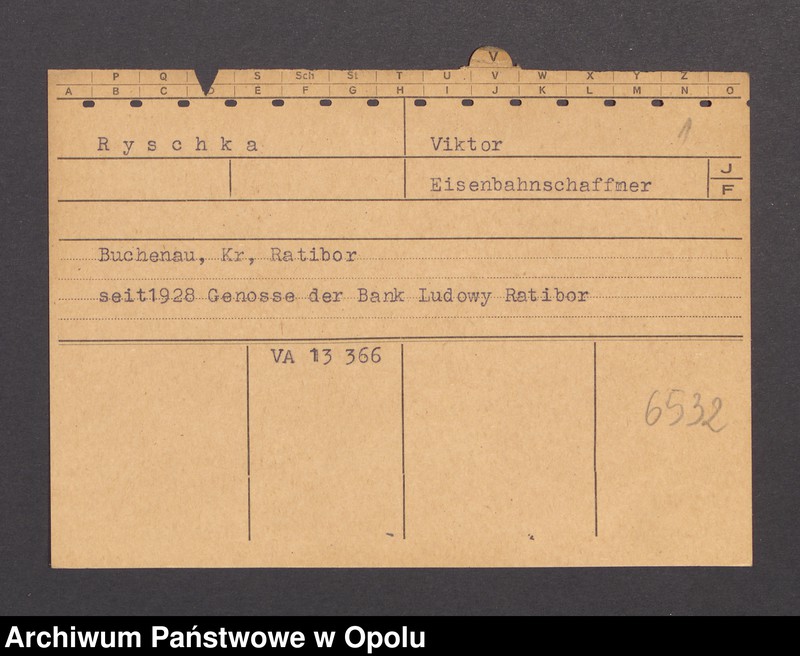 V
P Q S Sch St T U V W X Y Z
A B C D E F G H I J K L M N O
Ryschka Viktor 1
Eisenbahnschaffmer J
F
Buchenau, Kr, Ratibor
seit1928 Genosse der Bank Ludowy Ratibor
VA 13 366
6532
Archiwum Państwowe w Opolu